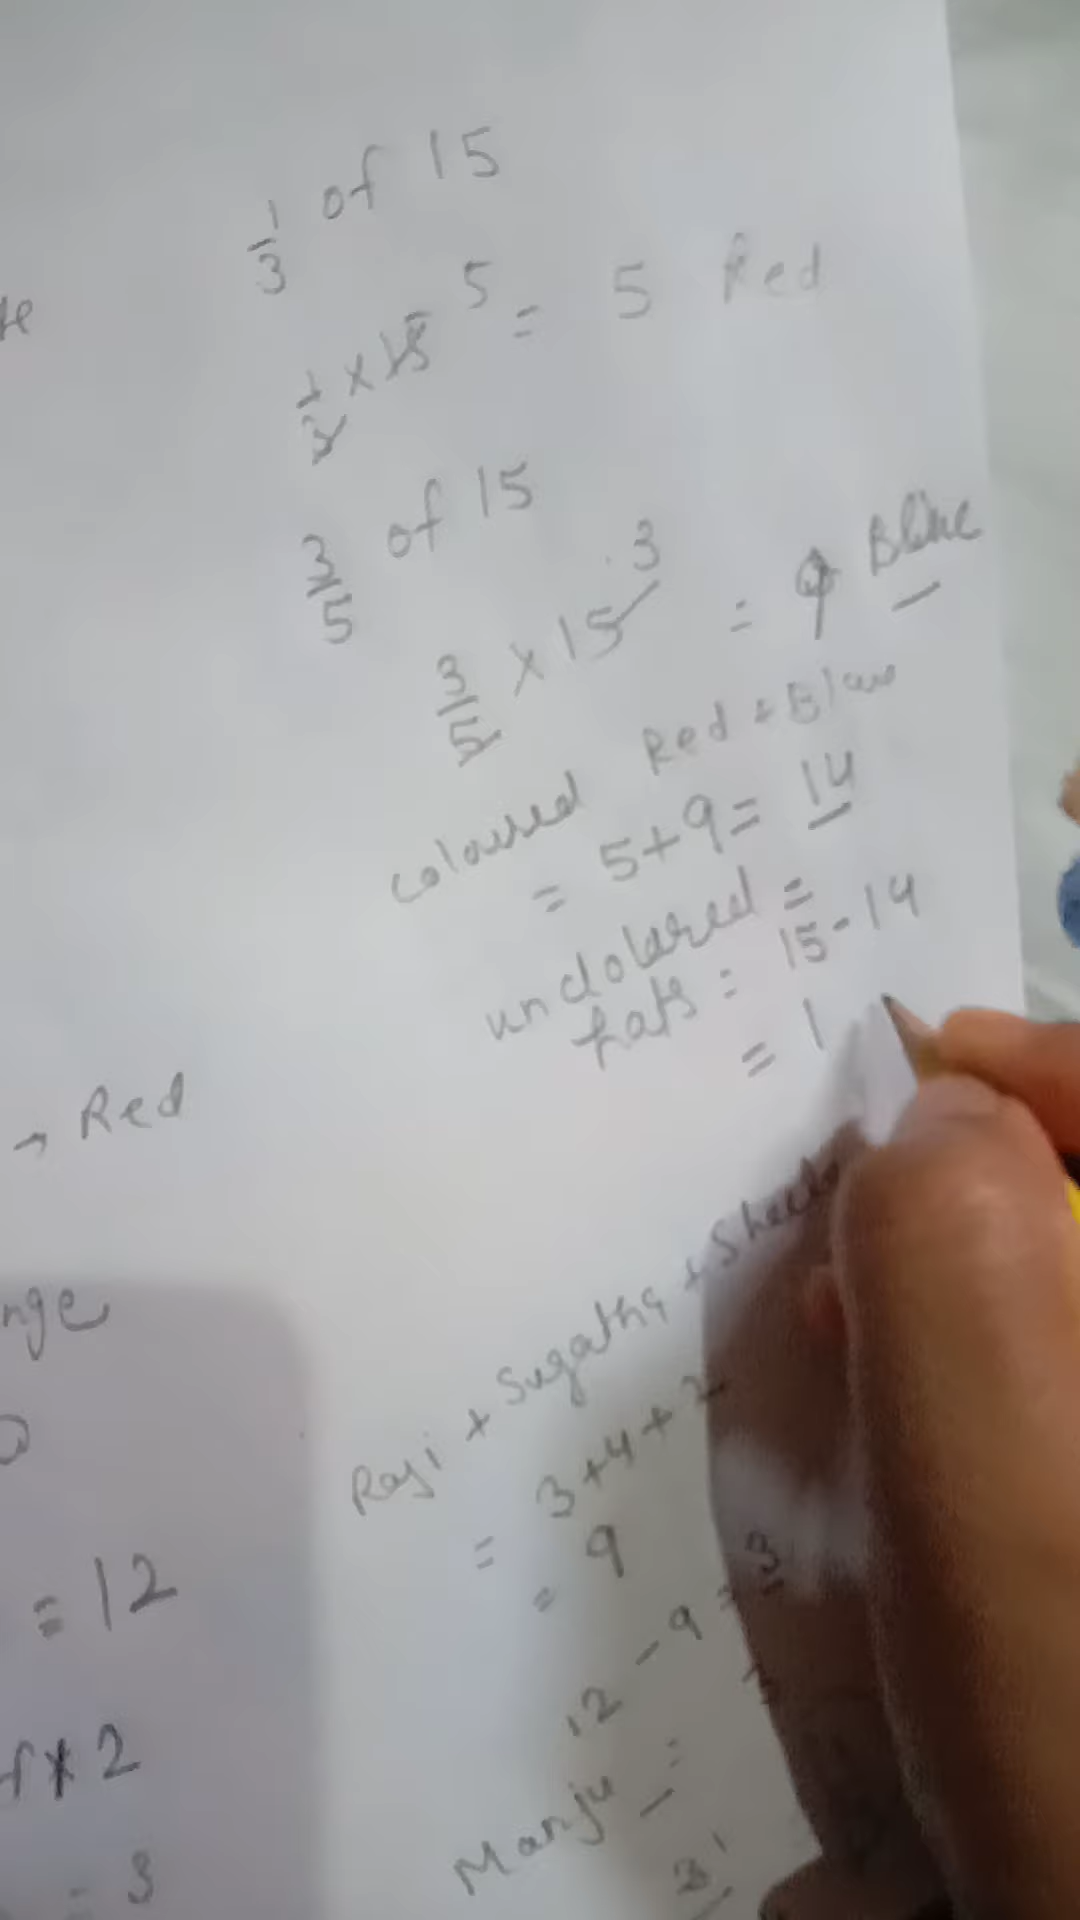 1/3 of 15
1/3 × 15 5 = 5 Red
3/5 of 15
3/5 × 15 3 = 9 Blue
coloured Red + Blue
= 5+9= 14
uncolared =
hats = 15-14
= 1
→ Red
nge
Raji + Sugatha + Sheela
= 3+4+2
= 9
= 12
12 - 9 = 3
× 2
Manju =
= 3
3